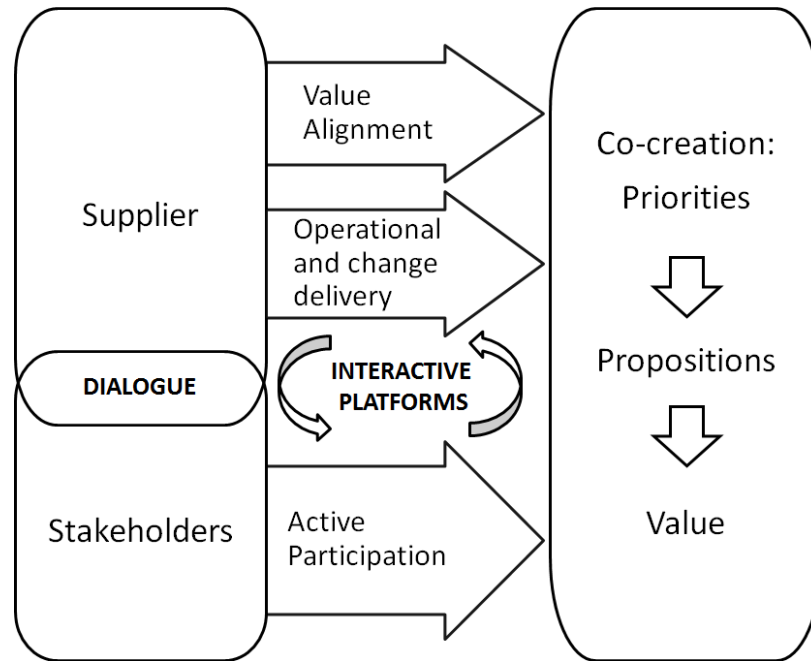 Supplier
DIALOGUE
Stakeholders
Value
Alignment
Operational
and change
delivery
INTERACTIVE
PLATFORMS
Active
Participation
Co-creation:
Priorities
Propositions
Value